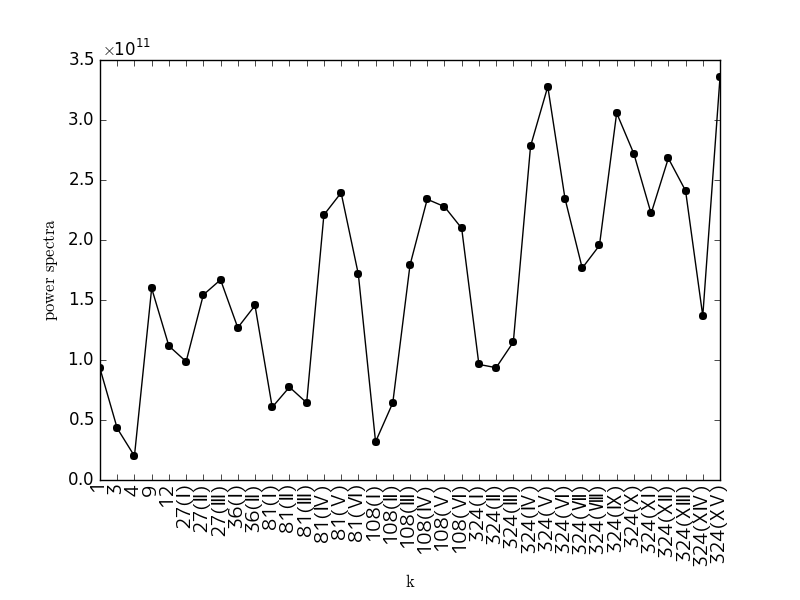 ×10¹¹
3.5
3.0
2.5
2.0
1.5
1.0
0.5
0.0
power spectra
1
3
4
9
12
27(I)
27(II)
27(III)
36(I)
36(II)
81(I)
81(II)
81(III)
81(IV)
81(V)
81(VI)
108(I)
108(II)
108(III)
108(IV)
108(V)
108(VI)
324(I)
324(II)
324(III)
324(IV)
324(V)
324(VI)
324(VII)
324(VIII)
324(IX)
324(X)
324(XI)
324(XII)
324(XIII)
324(XIV)
324(XV)
k